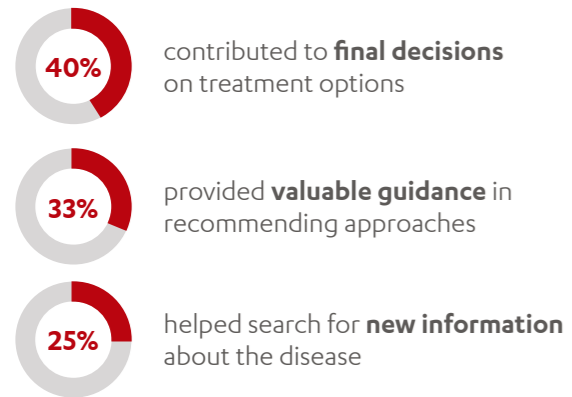 40%
contributed to final decisions
on treatment options
33%
provided valuable guidance in
recommending approaches
25%
helped search for new information
about the disease